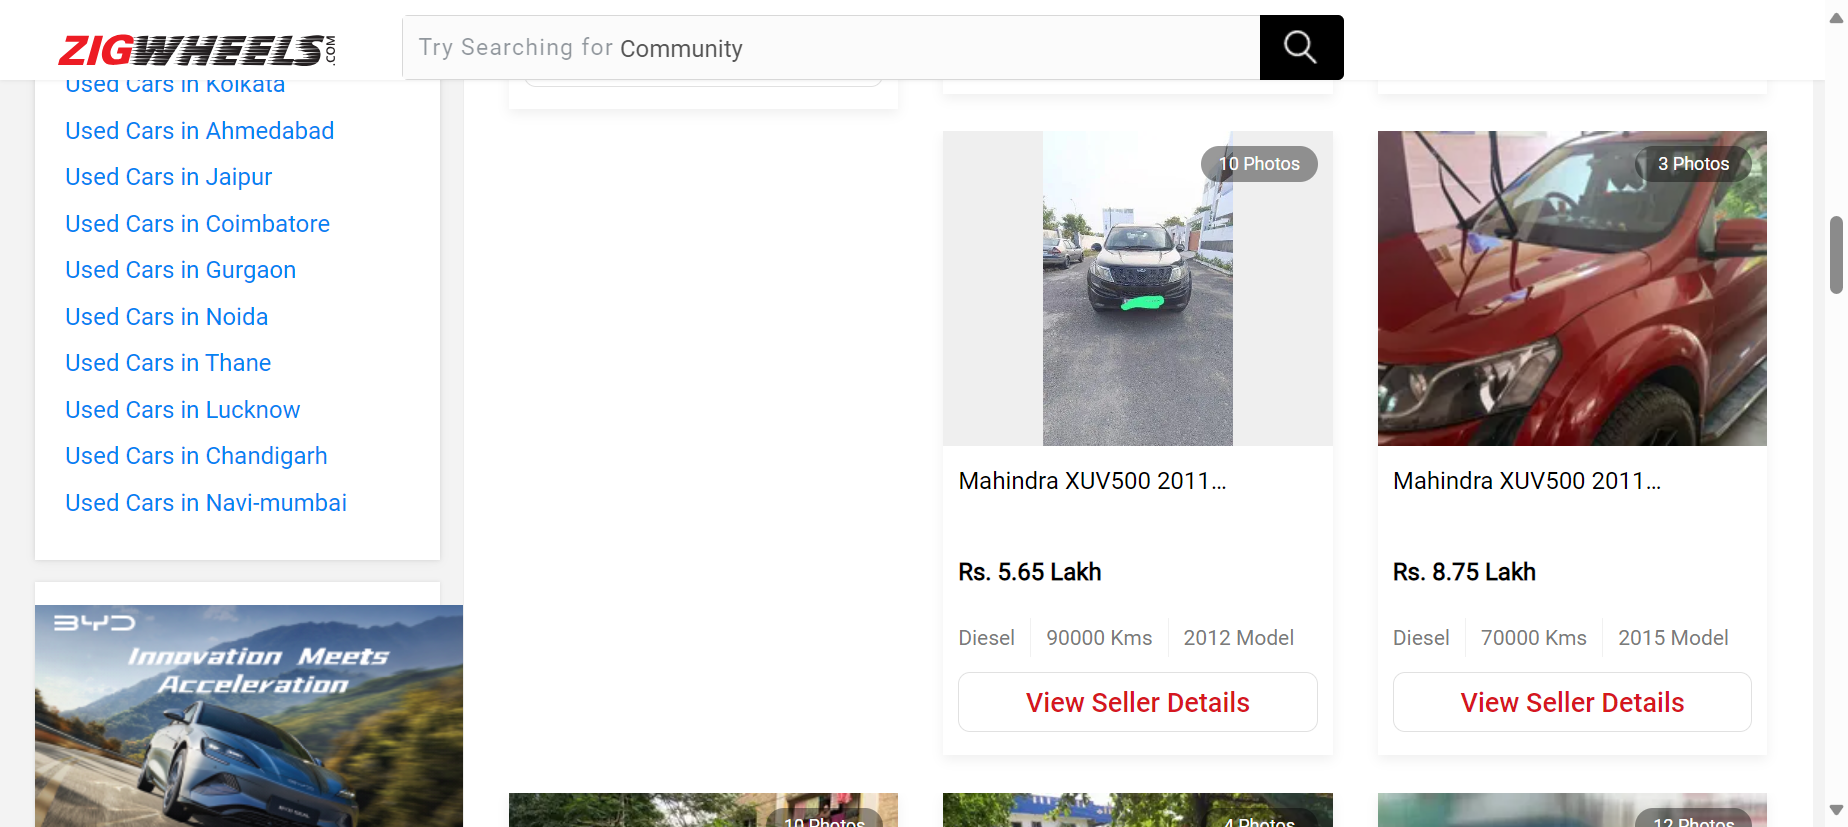 ZIGWHEELS.COM
Try Searching for Community
Used Cars in Kolkata
Used Cars in Ahmedabad
Used Cars in Jaipur
Used Cars in Coimbatore
Used Cars in Gurgaon
Used Cars in Noida
Used Cars in Thane
Used Cars in Lucknow
Used Cars in Chandigarh
Used Cars in Navi-mumbai
BYD
Innovation Meets
Acceleration
10 Photos
Mahindra XUV500 2011...
Rs. 5.65 Lakh
Diesel 90000 Kms 2012 Model
View Seller Details
3 Photos
Mahindra XUV500 2011...
Rs. 8.75 Lakh
Diesel 70000 Kms 2015 Model
View Seller Details
10 Photos
4 Photos
12 Photos